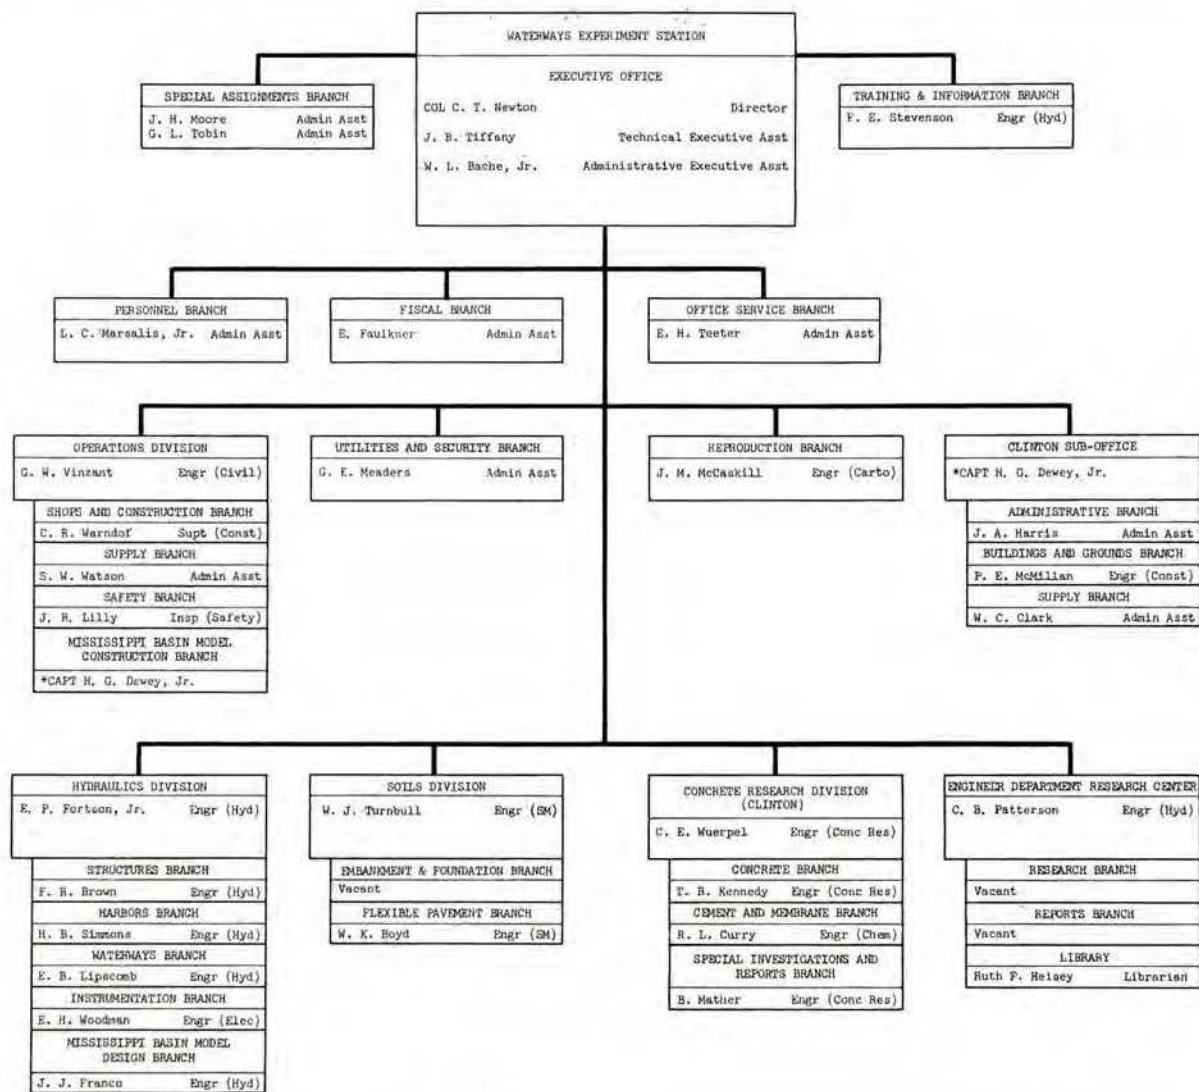 WATERWAYS EXPERIMENT STATION
EXECUTIVE OFFICE
COL C. T. Newton Director
J. B. Tiffany Technical Executive Asst
W. L. Bache, Jr. Administrative Executive Asst
SPECIAL ASSIGNMENTS BRANCH
J. H. Moore Admin Asst
G. L. Tobin Admin Asst
TRAINING & INFORMATION BRANCH
F. E. Stevenson Engr (Hyd)
PERSONNEL BRANCH
L. C. Marsalis, Jr. Admin Asst
FISCAL BRANCH
E. Faulkner Admin Asst
OFFICE SERVICE BRANCH
E. H. Teeter Admin Asst
OPERATIONS DIVISION
G. W. Vinzant Engr (Civil)
SHOPS AND CONSTRUCTION BRANCH
C. R. Warndof Supt (Const)
SUPPLY BRANCH
S. W. Watson Admin Asst
SAFETY BRANCH
J. R. Lilly Insp (Safety)
MISSISSIPPI BASIN MODEL
CONSTRUCTION BRANCH
*CAPT H. G. Dewey, Jr.
UTILITIES AND SECURITY BRANCH
G. E. Meaders Admin Asst
REPRODUCTION BRANCH
J. M. McCaskill Engr (Carto)
CLINTON SUB-OFFICE
*CAPT H. G. Dewey, Jr.
ADMINISTRATIVE BRANCH
J. A. Harris Admin Asst
BUILDINGS AND GROUNDS BRANCH
P. E. McMillan Engr (Const)
SUPPLY BRANCH
W. C. Clark Admin Asst
HYDRAULICS DIVISION
E. P. Fortson, Jr. Engr (Hyd)
STRUCTURES BRANCH
F. R. Brown Engr (Hyd)
HARBORS BRANCH
H. B. Simmons Engr (Hyd)
WATERWAYS BRANCH
E. B. Lipscomb Engr (Hyd)
INSTRUMENTATION BRANCH
E. H. Woodman Engr (Elec)
MISSISSIPPI BASIN MODEL
DESIGN BRANCH
J. J. Franco Engr (Hyd)
SOILS DIVISION
W. J. Turnbull Engr (SM)
EMBANKMENT & FOUNDATION BRANCH
Vacant
FLEXIBLE PAVEMENT BRANCH
W. K. Boyd Engr (SM)
CONCRETE RESEARCH DIVISION
(CLINTON)
C. E. Wuerpel Engr (Conc Res)
CONCRETE BRANCH
T. B. Kennedy Engr (Conc Res)
CEMENT AND MEMBRANE BRANCH
R. L. Curry Engr (Chem)
SPECIAL INVESTIGATIONS AND
REPORTS BRANCH
B. Mather Engr (Conc Res)
ENGINEER DEPARTMENT RESEARCH CENTER
C. B. Patterson Engr (Hyd)
RESEARCH BRANCH
Vacant
REPORTS BRANCH
Vacant
LIBRARY
Ruth F. Heisey Librarian